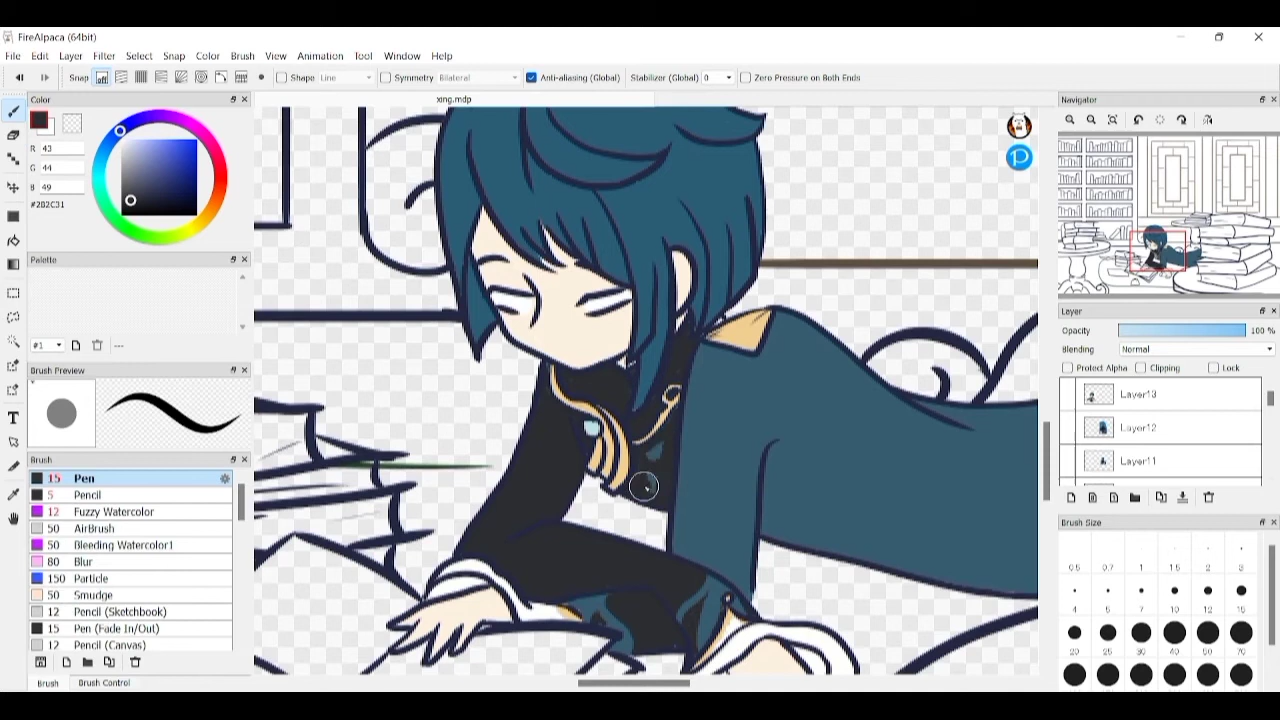 FireAlpaca (64bit)
File Edit Layer Filter Select Snap Color Brush View Animation Tool Window Help
Snap Shape Line Symmetry Bilateral Anti-aliasing (Global) Stabilizer (Global) 0 Zero Pressure on Both Ends
Color
xing.mdp
Navigator
R 43
G 44
B 49
#2B2C31
Palette
#1
---
Brush Preview
Brush
15 Pen
5 Pencil
12 Fuzzy Watercolor
50 AirBrush
50 Bleeding Watercolor1
80 Blur
150 Particle
50 Smudge
12 Pencil (Sketchbook)
15 Pen (Fade In/Out)
12 Pencil (Canvas)
Brush Brush Control
Layer
Opacity 100 %
Blending Normal
Protect Alpha Clipping Lock
Layer13
Layer12
Layer11
Brush Size
0.5 0.7 1 1.5 2 3
4 5 7 10 12 15
20 25 30 40 50 70